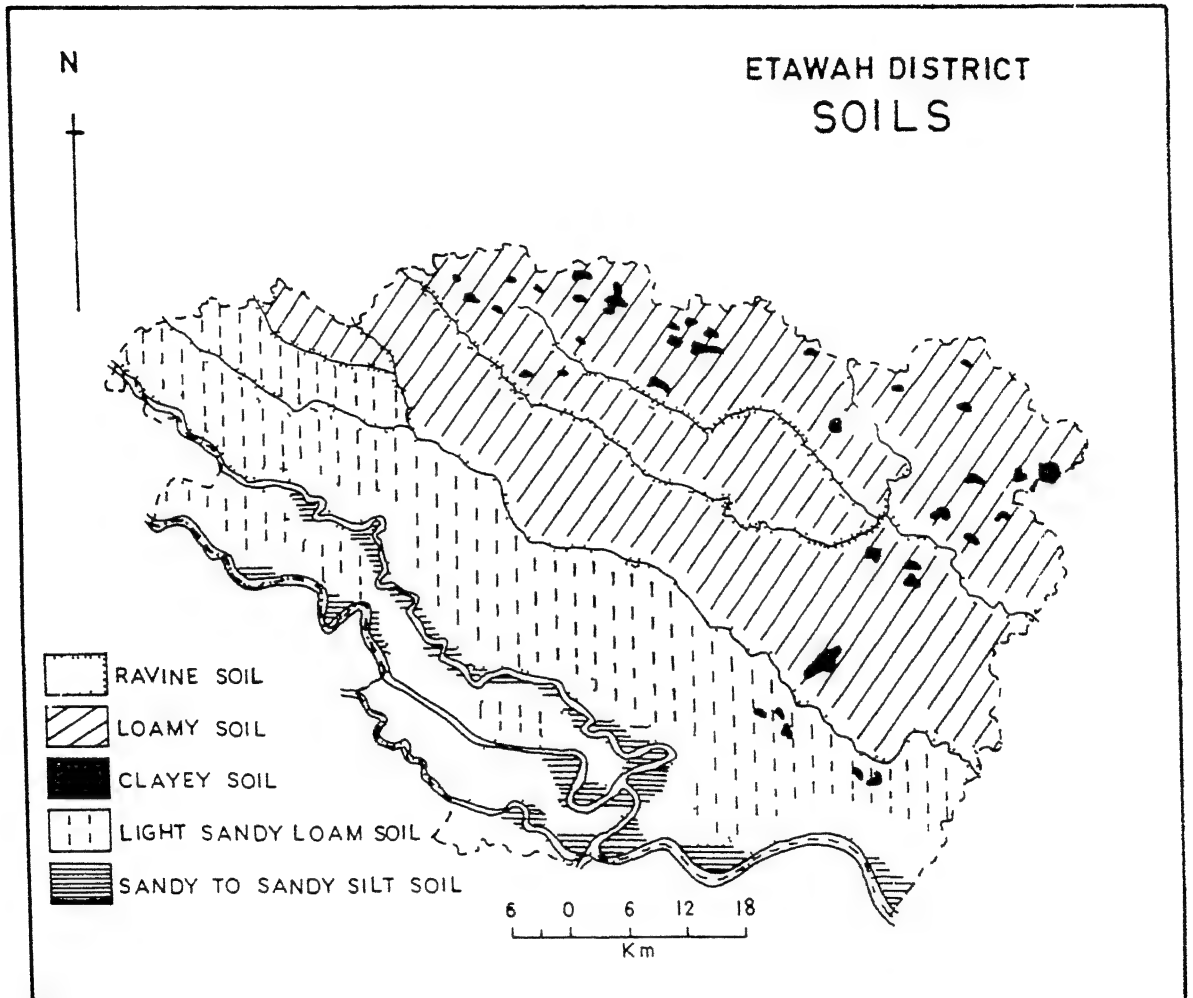 N
ETAWAH DISTRICT
SOILS
RAVINE SOIL
LOAMY SOIL
CLAYEY SOIL
LIGHT SANDY LOAM SOIL
SANDY TO SANDY SILT SOIL
6 0 6 12 18
Km